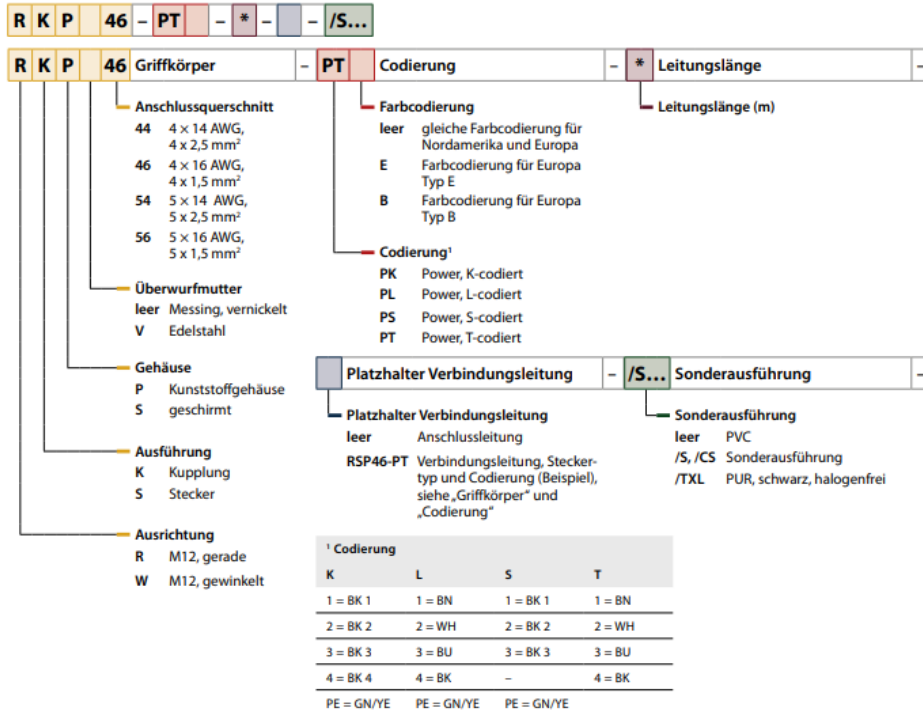 R K P 46 – PT – * – – /S...
R K P 46 Griffkörper – PT Codierung – * Leitungslänge –
Anschlussquerschnitt
44 4 × 14 AWG,
4 x 2,5 mm²
46 4 × 16 AWG,
4 x 1,5 mm²
54 5 × 14 AWG,
5 x 2,5 mm²
56 5 × 16 AWG,
5 x 1,5 mm²
Überwurfmutter
leer Messing, vernickelt
V Edelstahl
Gehäuse
P Kunststoffgehäuse
S geschirmt
Ausführung
K Kupplung
S Stecker
Ausrichtung
R M12, gerade
W M12, gewinkelt
Farbcodierung
leer gleiche Farbcodierung für
Nordamerika und Europa
E Farbcodierung für Europa
Typ E
B Farbcodierung für Europa
Typ B
Codierung¹
PK Power, K-codiert
PL Power, L-codiert
PS Power, S-codiert
PT Power, T-codiert
Leitungslänge (m)
Platzhalter Verbindungsleitung – /S... Sonderausführung –
Platzhalter Verbindungsleitung
leer Anschlussleitung
RSP46-PT Verbindungsleitung, Stecker-
typ und Codierung (Beispiel),
siehe „Griffkörper" und
„Codierung"
Sonderausführung
leer PVC
/S, /CS Sonderausführung
/TXL PUR, schwarz, halogenfrei
¹ Codierung
K L S T
1 = BK 1 1 = BN 1 = BK 1 1 = BN
2 = BK 2 2 = WH 2 = BK 2 2 = WH
3 = BK 3 3 = BU 3 = BK 3 3 = BU
4 = BK 4 4 = BK – 4 = BK
PE = GN/YE PE = GN/YE PE = GN/YE